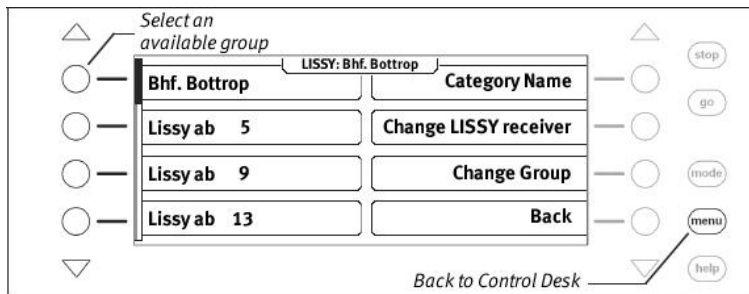 Select an
available group
LISSY: Bhf. Bottrop
Bhf. Bottrop
Category Name
Lissy ab 5
Change LISSY receiver
Lissy ab 9
Change Group
Lissy ab 13
Back
stop
go
mode
menu
help
Back to Control Desk